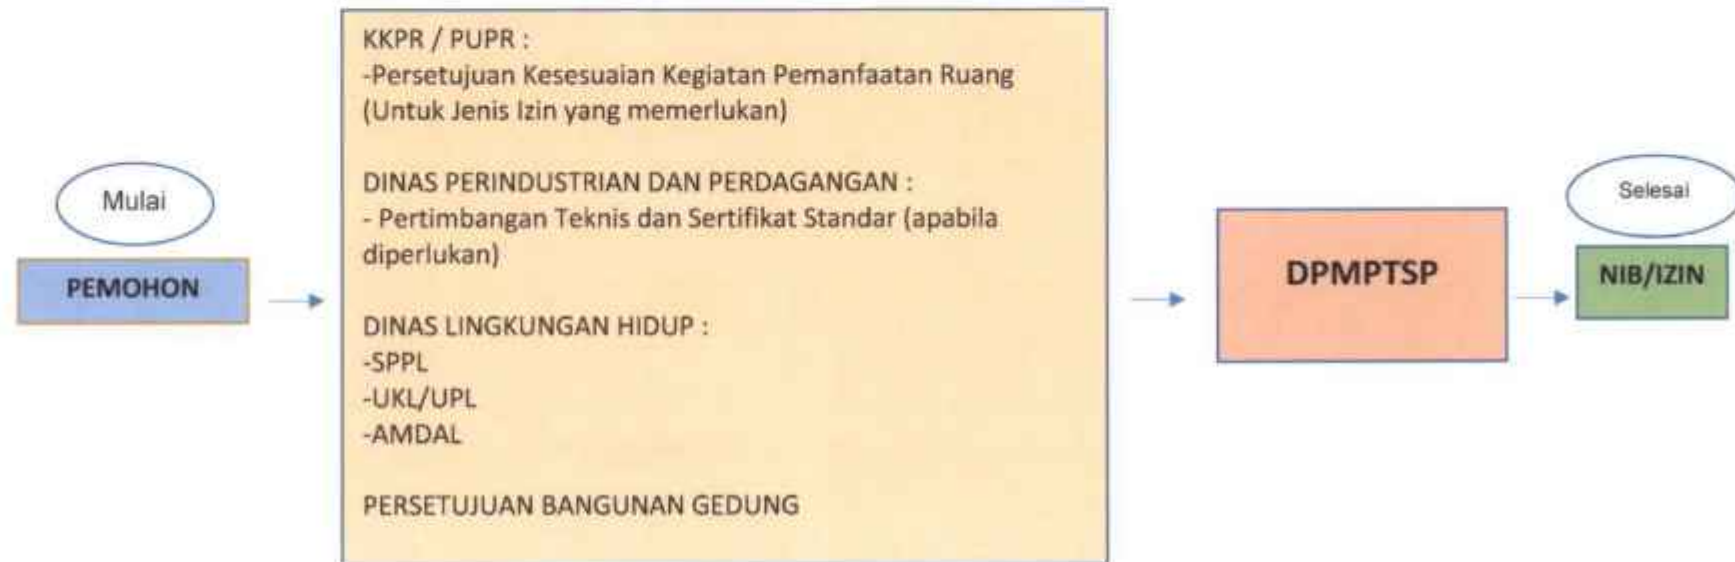 KKPR / PUPR :
-Persetujuan Kesesuaian Kegiatan Pemanfaatan Ruang
(Untuk Jenis Izin yang memerlukan)
DINAS PERINDUSTRIAN DAN PERDAGANGAN :
- Pertimbangan Teknis dan Sertifikat Standar (apabila
diperlukan)
DINAS LINGKUNGAN HIDUP :
-SPPL
-UKL/UPL
-AMDAL
PERSETUJUAN BANGUNAN GEDUNG
Mulai
PEMOHON
DPMPTSP
Selesai
NIB/IZIN